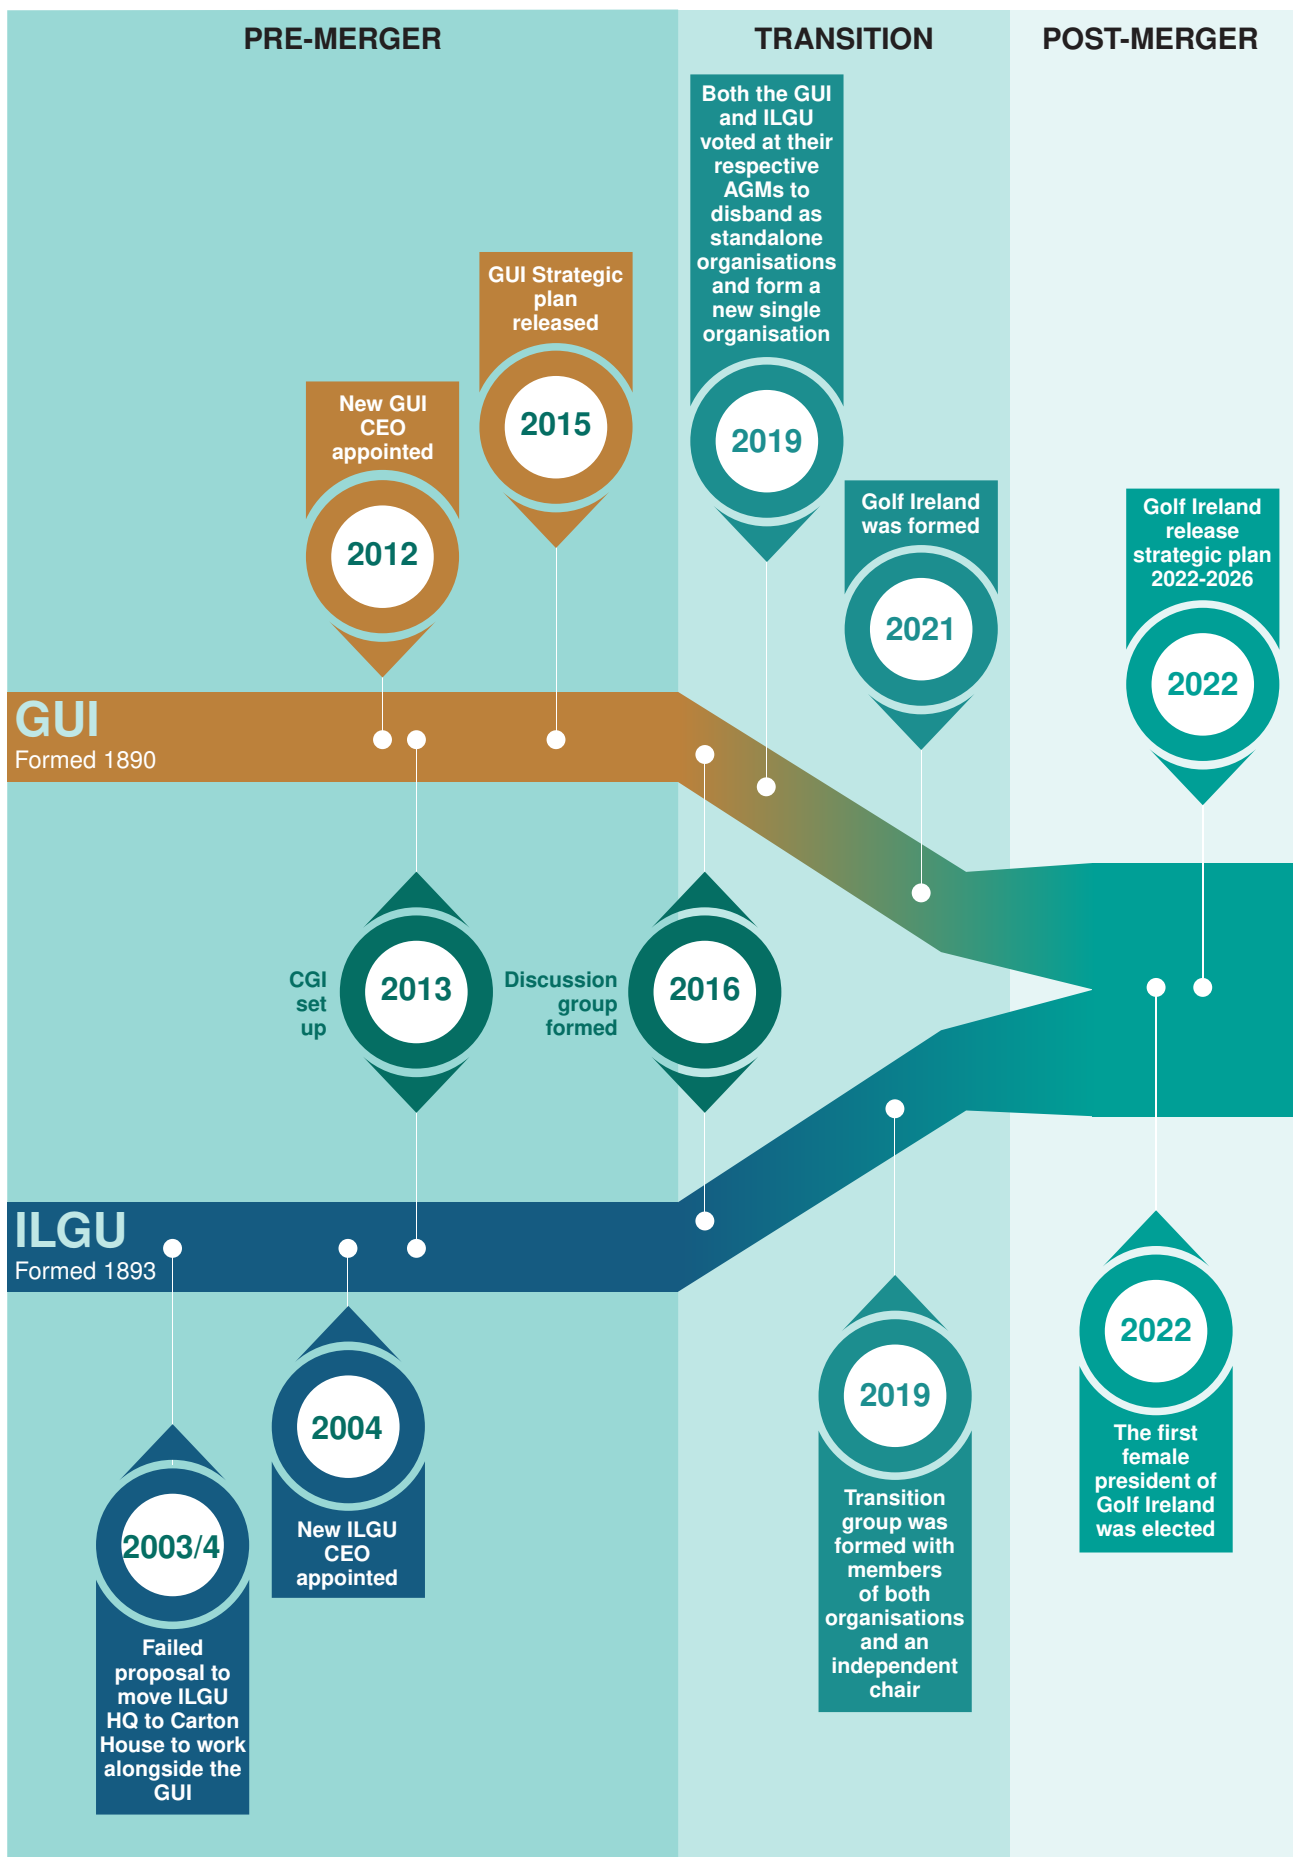 PRE-MERGER
TRANSITION
POST-MERGER
Both the GUI
and ILGU
voted at their
respective
AGMs to
disband as
standalone
organisations
and form a
new single
organisation
2019
GUI Strategic
plan
released
2015
New GUI
CEO
appointed
2012
Golf Ireland
was formed
2021
Golf Ireland
release
strategic plan
2022-2026
2022
GUI
Formed 1890
CGI
set
up
2013
Discussion
group
formed
2016
ILGU
Formed 1893
2003/4
Failed
proposal to
move ILGU
HQ to Carton
House to work
alongside the
GUI
2004
New ILGU
CEO
appointed
2019
Transition
group was
formed with
members
of both
organisations
and an
independent
chair
2022
The first
female
president of
Golf Ireland
was elected